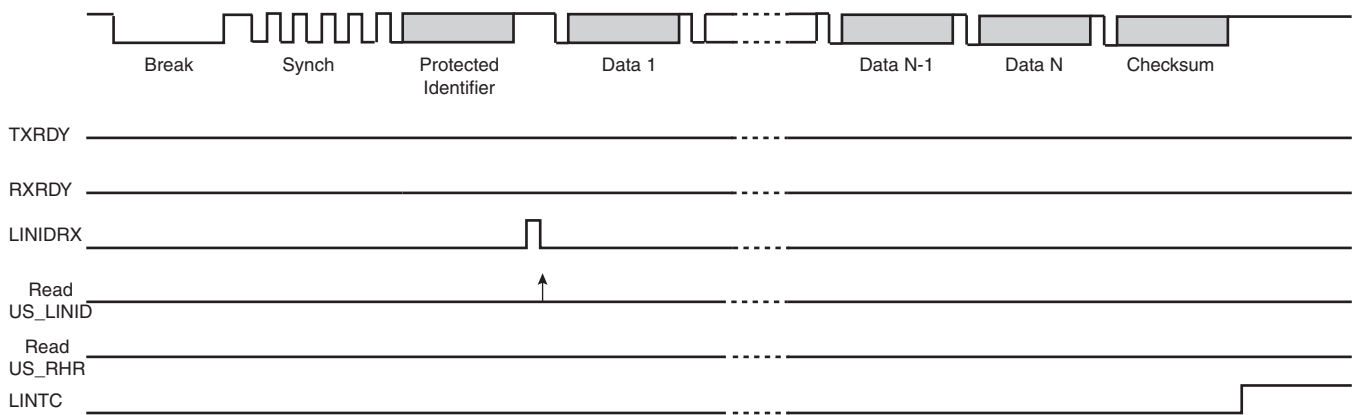 Break Synch Protected Identifier Data 1 Data N-1 Data N Checksum
TXRDY
RXRDY
LINIDRX
Read
US_LINID
Read
US_RHR
LINTC